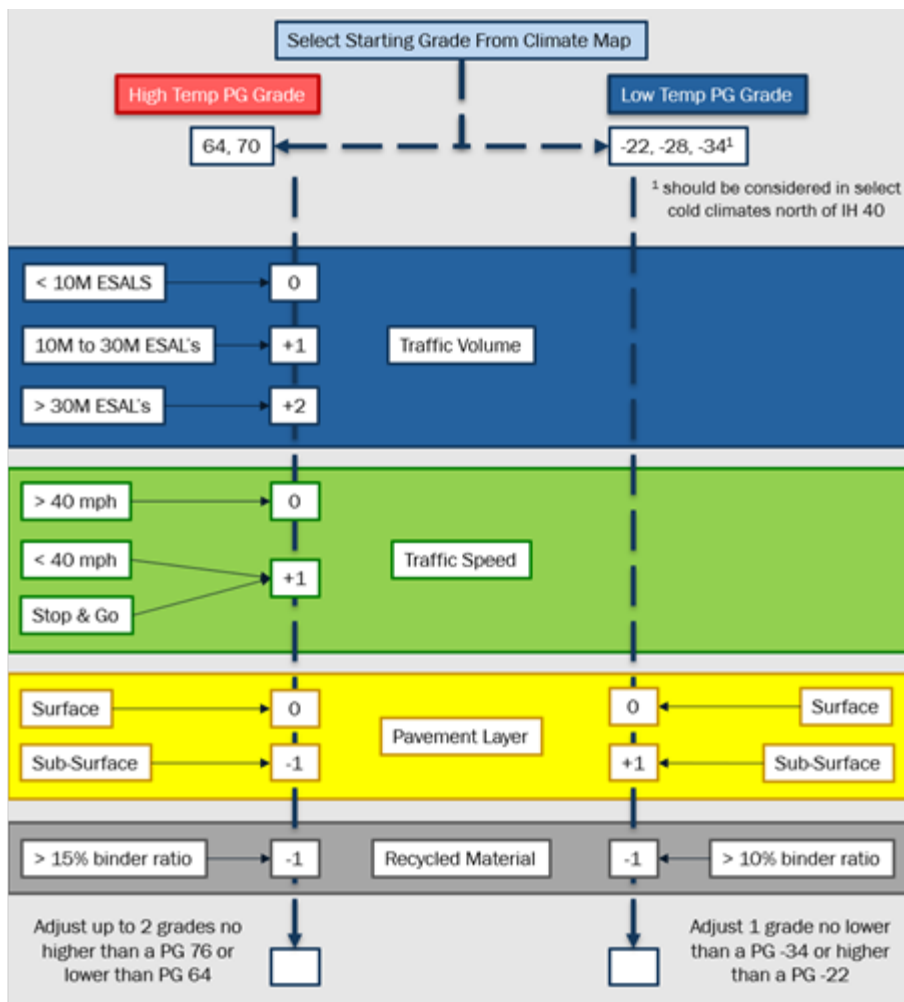 Select Starting Grade From Climate Map
High Temp PG Grade
Low Temp PG Grade
64, 70
-22, -28, -34¹
¹ should be considered in select
cold climates north of IH 40
< 10M ESALS
0
10M to 30M ESAL's
+1
Traffic Volume
> 30M ESAL's
+2
> 40 mph
0
< 40 mph
+1
Traffic Speed
Stop & Go
Surface
0
Pavement Layer
0
Surface
Sub-Surface
-1
+1
Sub-Surface
> 15% binder ratio
-1
Recycled Material
-1
> 10% binder ratio
Adjust up to 2 grades no
higher than a PG 76 or
lower than PG 64
Adjust 1 grade no lower
than a PG -34 or higher
than a PG -22